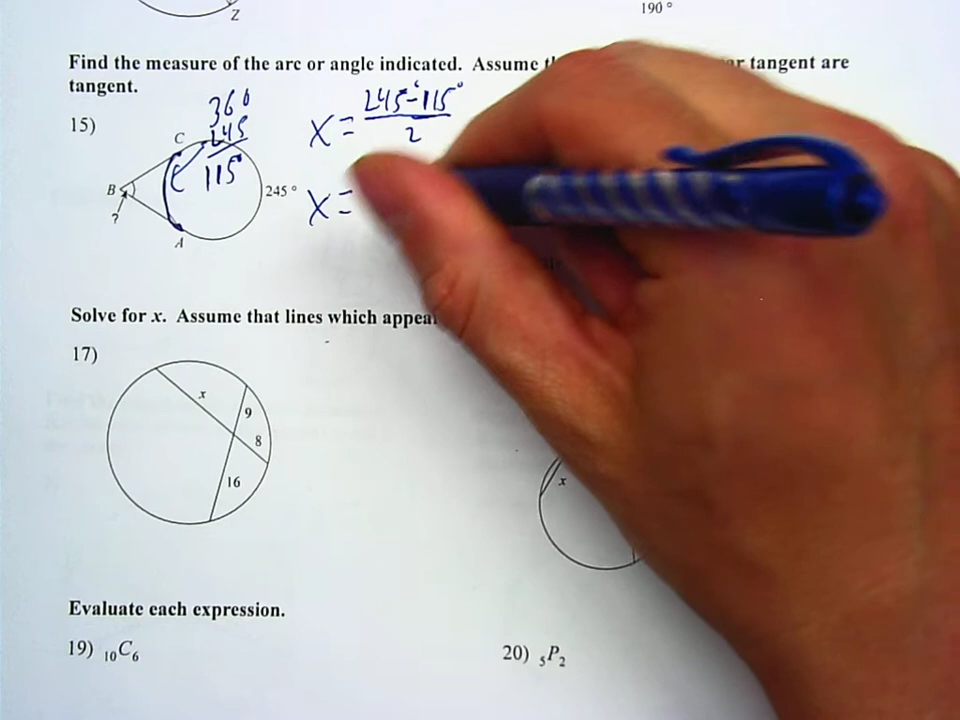 Z
190 °
Find the measure of the arc or angle indicated. Assume tangent are
tangent.
15)
360
245
115
C
B
?
A
245 °
x = 245° - 115°
2
x =
Solve for x. Assume that lines which appea
17)
x
9
8
16
x
Evaluate each expression.
19) 10C6
20) 5P2